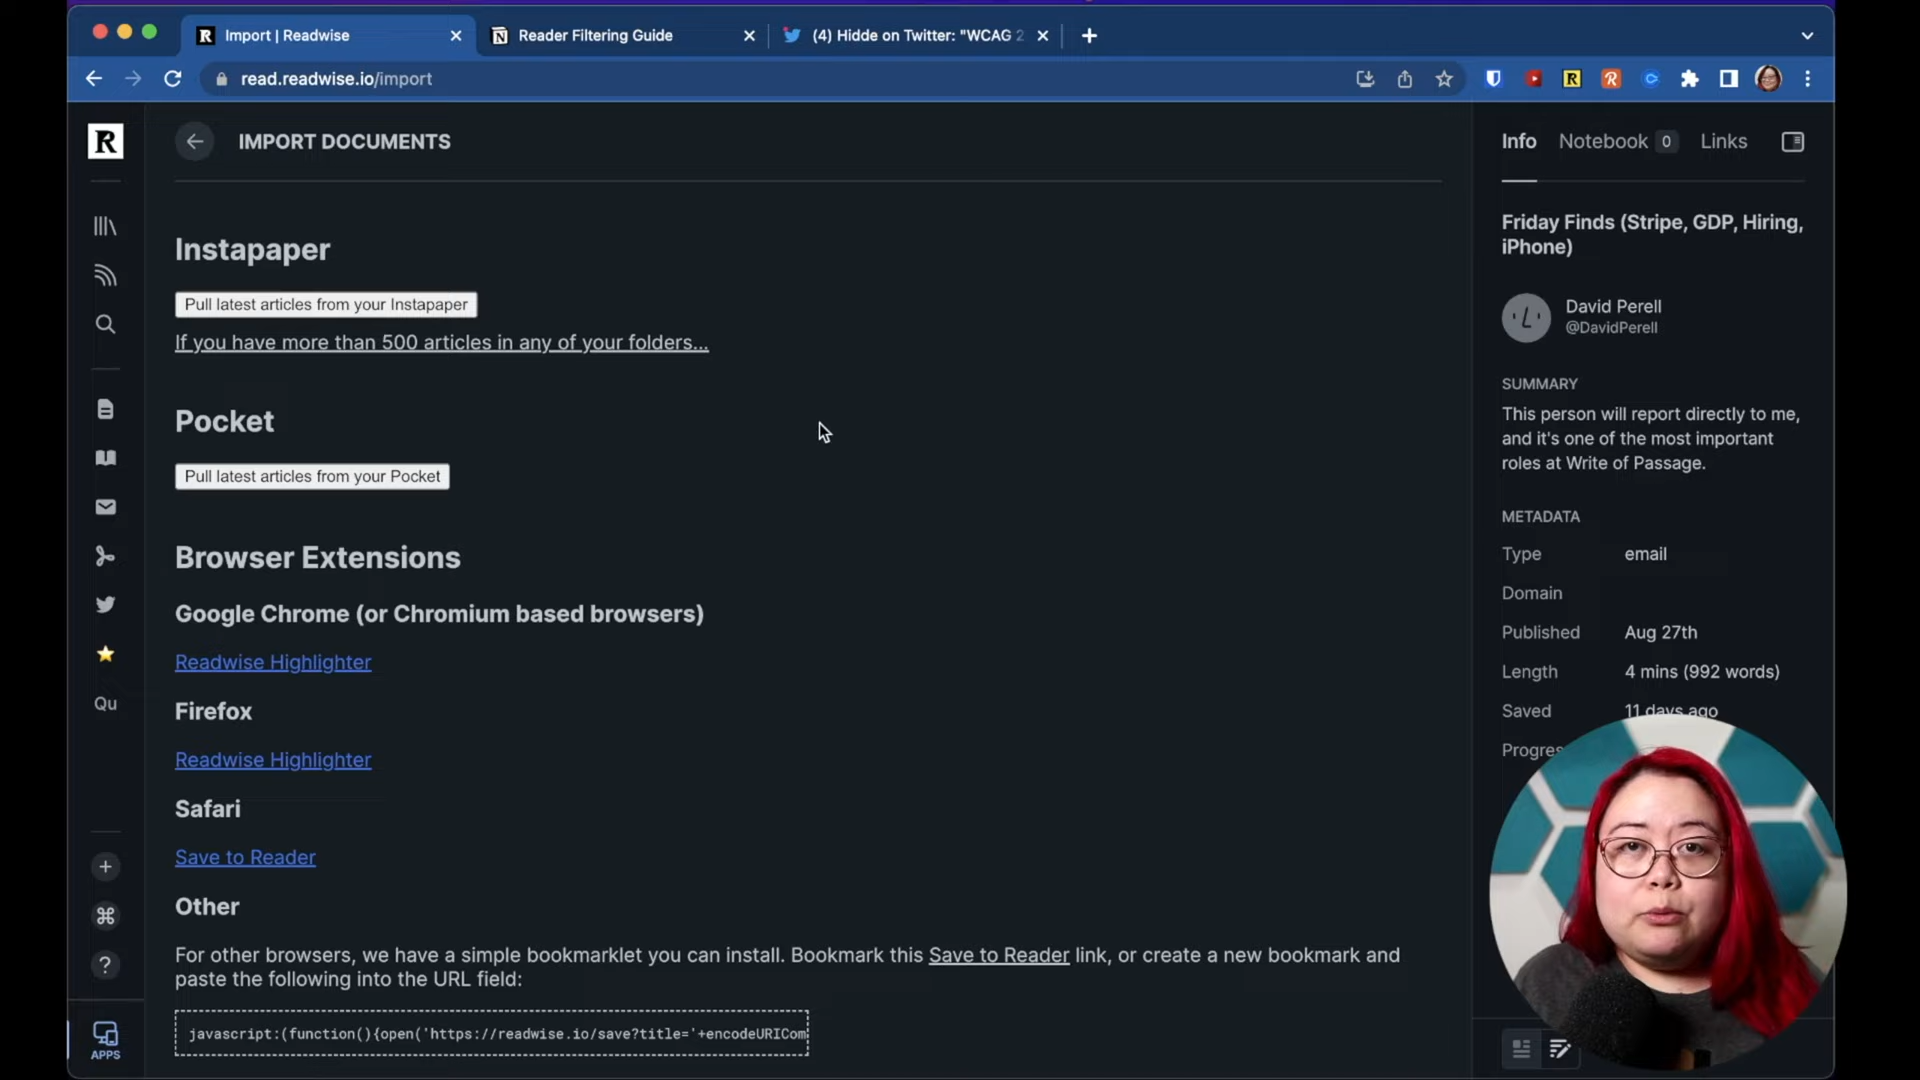 Import | Readwise
Reader Filtering Guide
(4) Hidde on Twitter: "WCAG 2
read.readwise.io/import
R
IMPORT DOCUMENTS
Instapaper
Pull latest articles from your Instapaper
If you have more than 500 articles in any of your folders...
Pocket
Pull latest articles from your Pocket
Browser Extensions
Google Chrome (or Chromium based browsers)
Readwise Highlighter
Firefox
Readwise Highlighter
Safari
Save to Reader
Other
For other browsers, we have a simple bookmarklet you can install. Bookmark this Save to Reader link, or create a new bookmark and
paste the following into the URL field:
javascript:(function(){open('https://readwise.io/save?title='+encodeURICom
Qu
APPS
Info Notebook 0 Links
Friday Finds (Stripe, GDP, Hiring,
iPhone)
David Perell
@DavidPerell
SUMMARY
This person will report directly to me,
and it's one of the most important
roles at Write of Passage.
METADATA
Type email
Domain
Published Aug 27th
Length 4 mins (992 words)
Saved 11 days ago
Progres